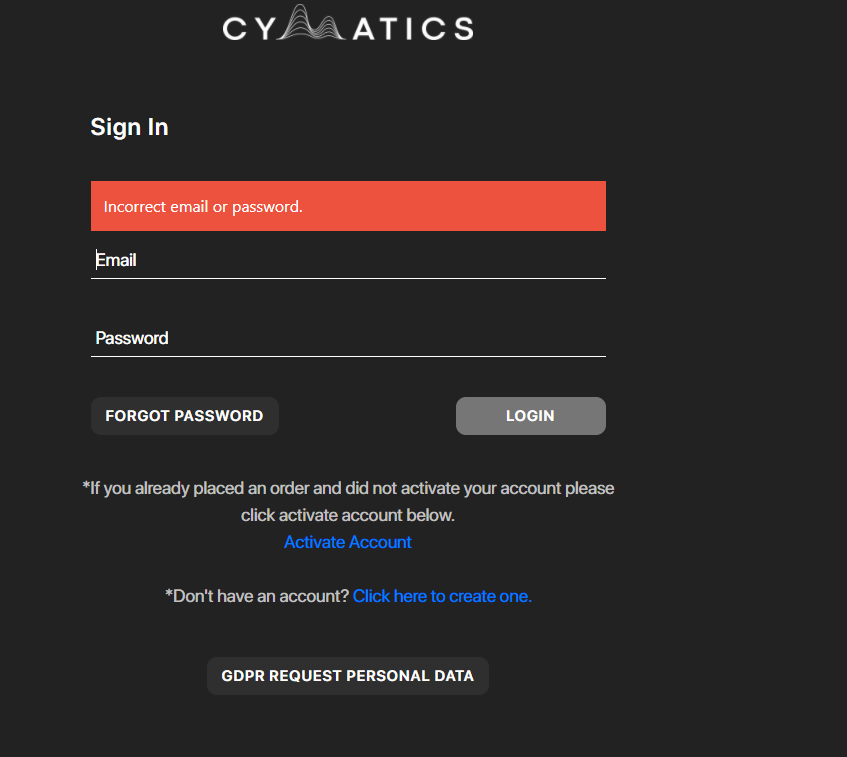 CYMATICS
Sign In
Incorrect email or password.
Email
Password
FORGOT PASSWORD
LOGIN
*If you already placed an order and did not activate your account please
click activate account below.
Activate Account
*Don't have an account? Click here to create one.
GDPR REQUEST PERSONAL DATA